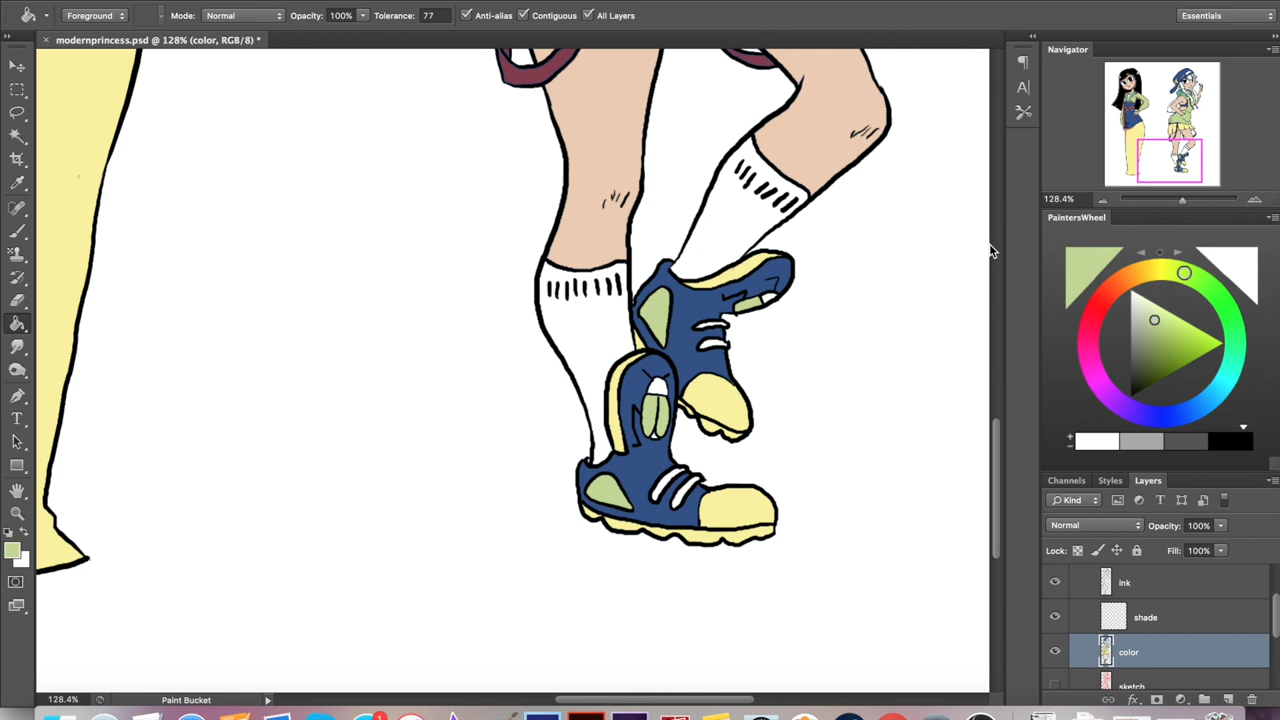 Foreground Mode: Normal Opacity: 100% Tolerance: 77 Anti-alias Contiguous All Layers Essentials
× modernprincess.psd @ 128% (color, RGB/8) *
Navigator
128.4%
PaintersWheel
Channels Styles Layers
Kind
Normal Opacity: 100%
Lock: Fill: 100%
ink
shade
color
sketch
128.4% Paint Bucket